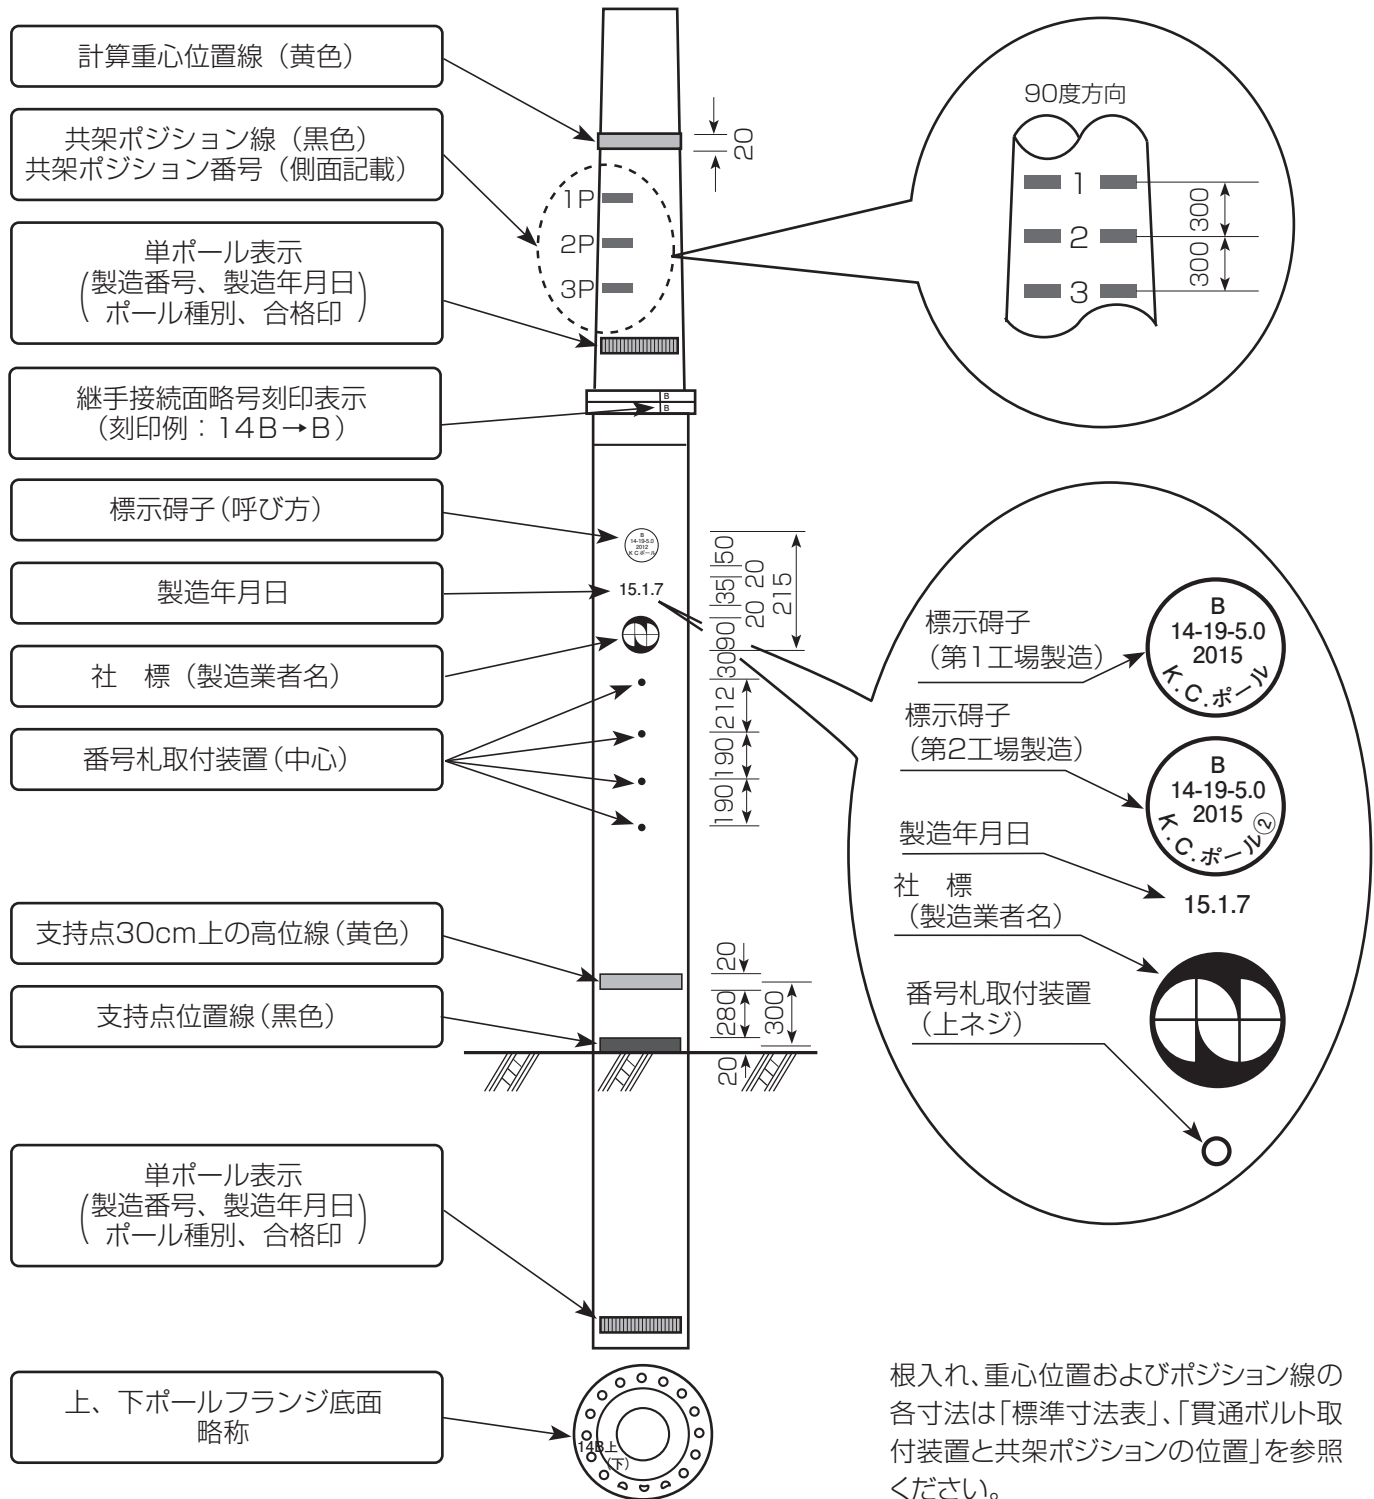 計算重心位置線（黄色）
共架ポジション線（黒色）
共架ポジション番号（側面記載）
単ポール表示
(製造番号、製造年月日
ポール種別、合格印)
継手接続面略号刻印表示
（刻印例：14B→B）
標示碍子（呼び方）
製造年月日
社　標（製造業者名）
番号札取付装置（中心）
支持点30cm上の高位線（黄色）
支持点位置線（黒色）
単ポール表示
(製造番号、製造年月日
ポール種別、合格印)
上、下ポールフランジ底面
略称
20
1P
2P
3P
B
B
B
14-19-5.0
2012
K.C.ポール
15.1.7
50
20
35
20
90
215
30
212
190
190
20
280
300
20
14B上
(下)
90度方向
1
2
3
300
300
標示碍子
（第1工場製造）
B
14-19-5.0
2015
K.C.ポール
標示碍子
（第2工場製造）
B
14-19-5.0
2015
K.C.ポール②
製造年月日
15.1.7
社　標
（製造業者名）
番号札取付装置
（上ネジ）
根入れ、重心位置およびポジション線の
各寸法は「標準寸法表」、「貫通ボルト取
付装置と共架ポジションの位置」を参照
ください。